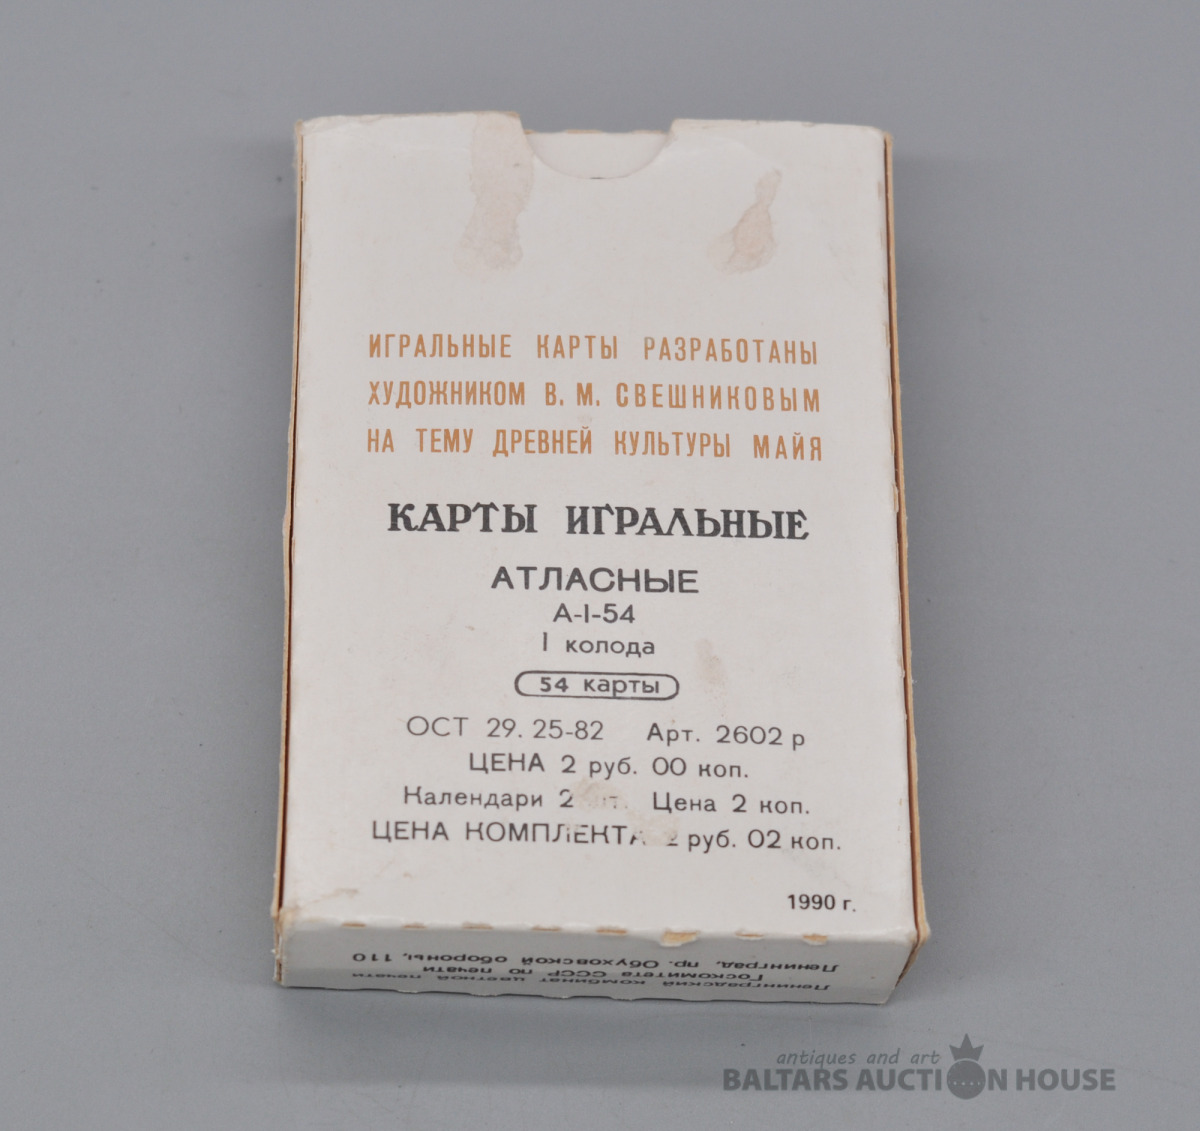 ИГРАЛЬНЫЕ КАРТЫ РАЗРАБОТАНЫ
ХУДОЖНИКОМ В. М. СВЕШНИКОВЫМ
НА ТЕМУ ДРЕВНЕЙ КУЛЬТУРЫ МАЙЯ
КАРТЫ ИГРАЛЬНЫЕ
АТЛАСНЫЕ
А-I-54
I колода
54 карты
ОСТ 29. 25-82 Арт. 2602 р
ЦЕНА 2 руб. 00 коп.
Календари 2 Цена 2 коп.
ЦЕНА КОМПЛЕКТА 2 руб. 02 коп.
1990 г.
Ленинградский комбинат цветной печати
Госкомитета СССР по печати
Ленинград, пр. Обуховской обороны, 110
antiques and art
BALTARS AUCTION HOUSE